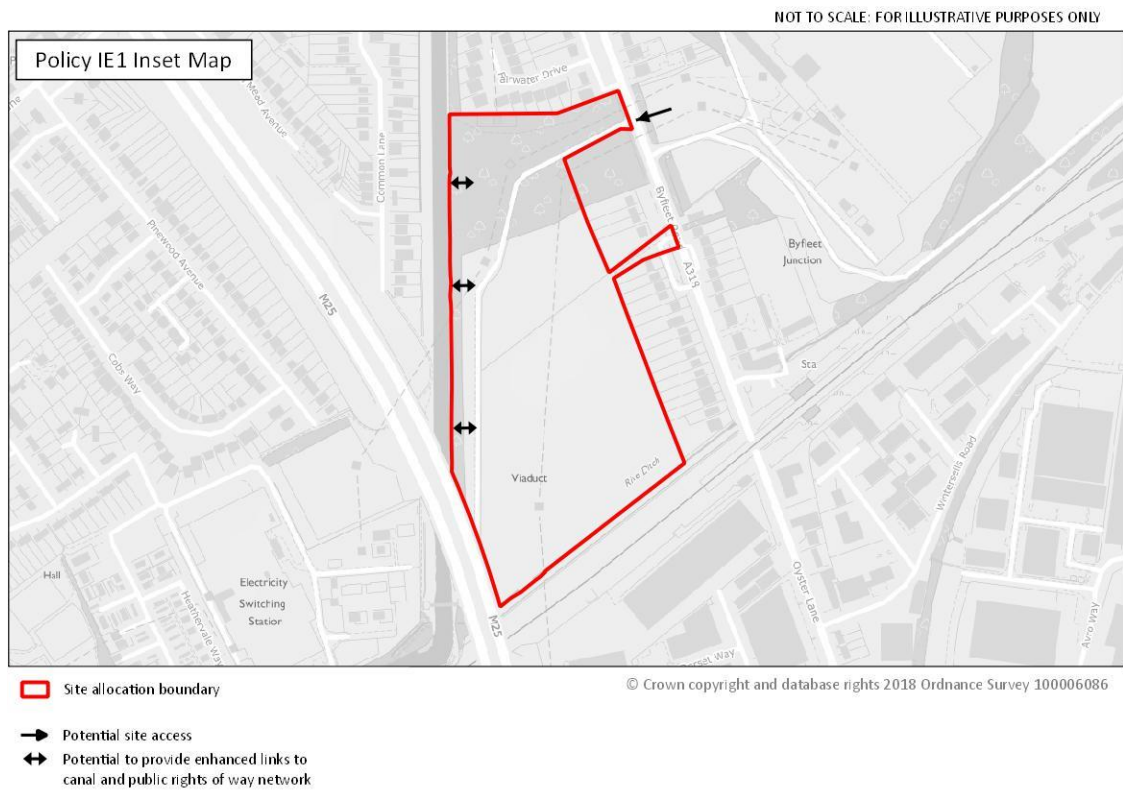 NOT TO SCALE: FOR ILLUSTRATIVE PURPOSES ONLY
Policy IE1 Inset Map
Fairwater Drive
Mead Avenue
Common Lane
Pinewood Avenue
Byfleet
Byfleet
Junction
A318
M25
Cobs Way
Sta
Wintersells Road
Viaduct
Rive Ditch
Hall
Electricity
Switching
Station
Heathervale Way
M25
Oyster Lane
Avro Way
Way
Site allocation boundary
© Crown copyright and database rights 2018 Ordnance Survey 100006086
Potential site access
Potential to provide enhanced links to
canal and public rights of way network